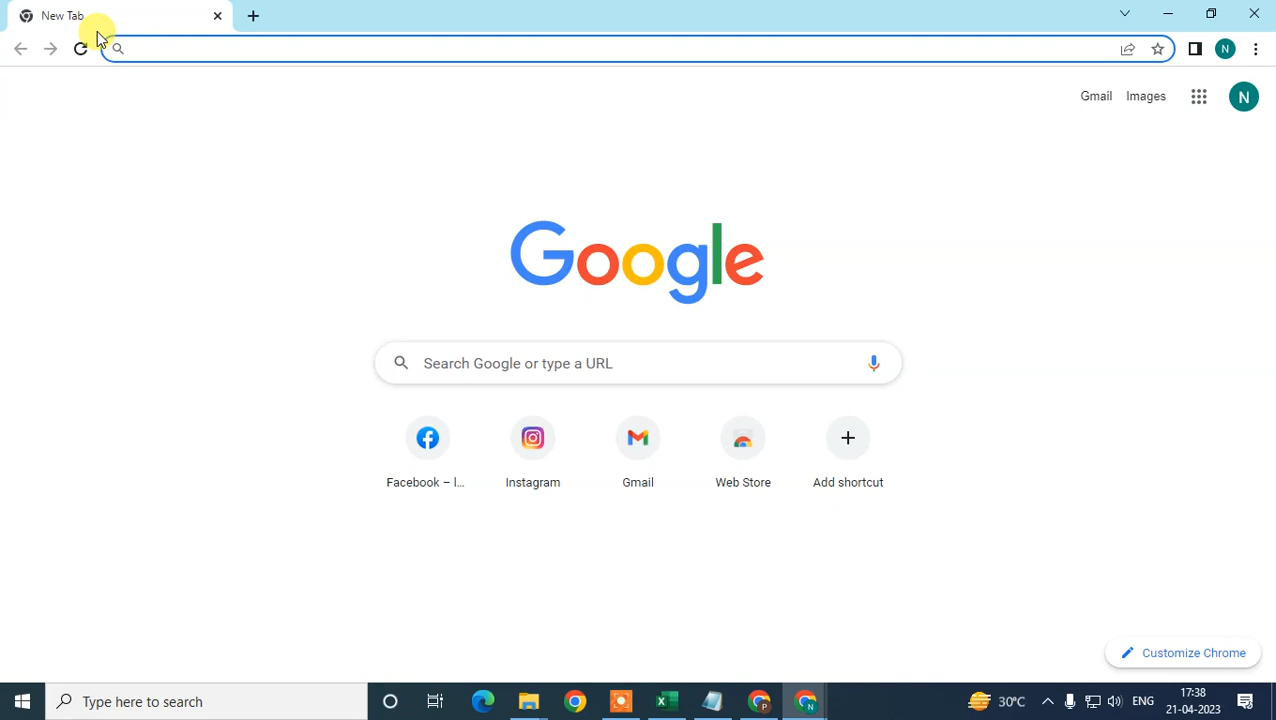 New Tab
Gmail Images N
N
Google
Search Google or type a URL
Facebook – l...
Instagram
Gmail
Web Store
Add shortcut
Customize Chrome
Type here to search
30°C
ENG
17:38
21-04-2023